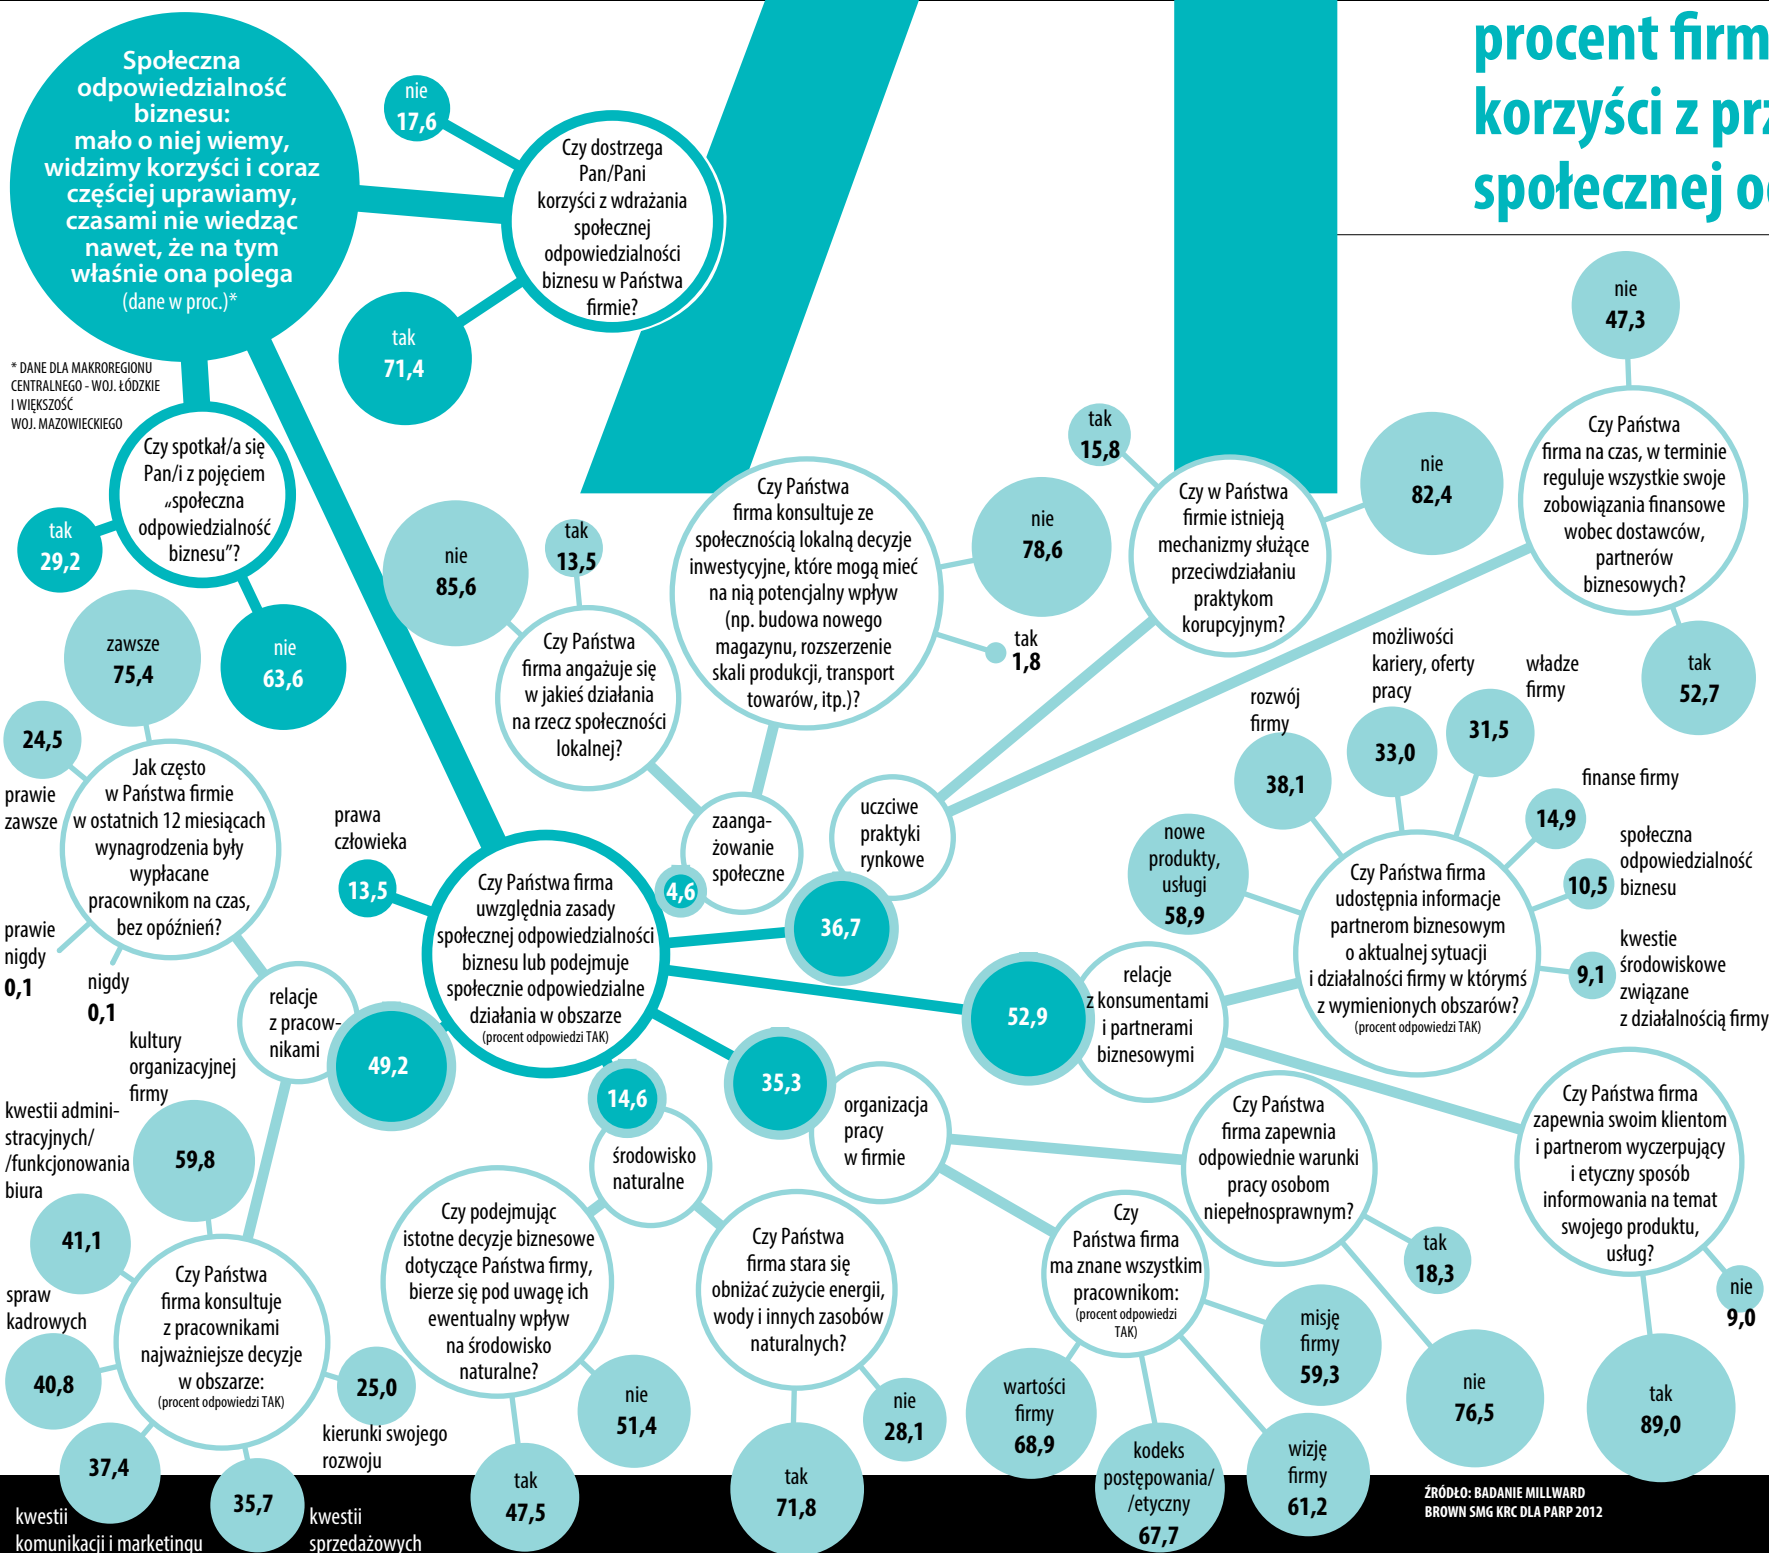 procent firm
korzyści z prz
społecznej o
Społeczna
odpowiedzialność
biznesu:
mało o niej wiemy,
widzimy korzyści i coraz
częściej uprawiamy,
czasami nie wiedząc
nawet, że na tym
właśnie ona polega
(dane w proc.)*
* DANE DLA MAKROREGIONU
CENTRALNEGO - WOJ. ŁÓDZKIE
I WIĘKSZOŚĆ
WOJ. MAZOWIECKIEGO
nie
17,6
Czy dostrzega
Pan/Pani
korzyści z wdrażania
społecznej
odpowiedzialności
biznesu w Państwa
firmie?
tak
71,4
Czy spotkał/a się
Pan/i z pojęciem
„społeczna
odpowiedzialność
biznesu”?
tak
29,2
nie
63,6
zawsze
75,4
24,5
prawie
zawsze
Jak często
w Państwa firmie
w ostatnich 12 miesiącach
wynagrodzenia były
wypłacane
pracownikom na czas,
bez opóźnień?
prawie
nigdy
0,1
nigdy
0,1
relacje
z pracow-
nikami
49,2
kultury
organizacyjnej
firmy
59,8
kwestii admini-
stracyjnych/
/funkcjonowania
biura
41,1
spraw
kadrowych
40,8
Czy Państwa
firma konsultuje
z pracownikami
najważniejsze decyzje
w obszarze:
(procent odpowiedzi TAK)
25,0
kierunki swojego
rozwoju
37,4
kwestii
komunikacji i marketingu
35,7
kwestii
sprzedażowych
prawa
człowieka
13,5
Czy Państwa firma
uwzględnia zasady
społecznej odpowiedzialności
biznesu lub podejmuje
społecznie odpowiedzialne
działania w obszarze
(procent odpowiedzi TAK)
nie
85,6
tak
13,5
Czy Państwa
firma angażuje się
w jakieś działania
na rzecz społeczności
lokalnej?
Czy Państwa
firma konsultuje ze
społecznością lokalną decyzje
inwestycyjne, które mogą mieć
na nią potencjalny wpływ
(np. budowa nowego
magazynu, rozszerzenie
skali produkcji, transport
towarów, itp.)?
nie
78,6
tak
1,8
zaanga-
żowanie
społeczne
4,6
uczciwe
praktyki
rynkowe
36,7
tak
15,8
Czy w Państwa
firmie istnieją
mechanizmy służące
przeciwdziałaniu
praktykom
korupcyjnym?
nie
82,4
nie
47,3
Czy Państwa
firma na czas, w terminie
reguluje wszystkie swoje
zobowiązania finansowe
wobec dostawców,
partnerów
biznesowych?
tak
52,7
52,9
relacje
z konsumentami
i partnerami
biznesowymi
nowe
produkty,
usługi
58,9
rozwój
firmy
38,1
możliwości
kariery, oferty
pracy
33,0
władze
firmy
31,5
finanse firmy
14,9
społeczna
odpowiedzialność
biznesu
10,5
kwestie
środowiskowe
związane
z działalnością firmy
9,1
Czy Państwa firma
udostępnia informacje
partnerom biznesowym
o aktualnej sytuacji
i działalności firmy w którymś
z wymienionych obszarów?
(procent odpowiedzi TAK)
Czy Państwa firma
zapewnia swoim klientom
i partnerom wyczerpujący
i etyczny sposób
informowania na temat
swojego produktu,
usług?
nie
9,0
tak
89,0
35,3
organizacja
pracy
w firmie
Czy Państwa
firma zapewnia
odpowiednie warunki
pracy osobom
niepełnosprawnym?
tak
18,3
nie
76,5
Czy
Państwa firma
ma znane wszystkim
pracownikom:
(procent odpowiedzi
TAK)
misję
firmy
59,3
wartości
firmy
68,9
kodeks
postępowania/
/etyczny
67,7
wizję
firmy
61,2
14,6
środowisko
naturalne
Czy podejmując
istotne decyzje biznesowe
dotyczące Państwa firmy,
bierze się pod uwagę ich
ewentualny wpływ
na środowisko
naturalne?
nie
51,4
tak
47,5
Czy Państwa
firma stara się
obniżać zużycie energii,
wody i innych zasobów
naturalnych?
nie
28,1
tak
71,8
ŹRÓDŁO: BADANIE MILLWARD
BROWN SMG KRC DLA PARP 2012